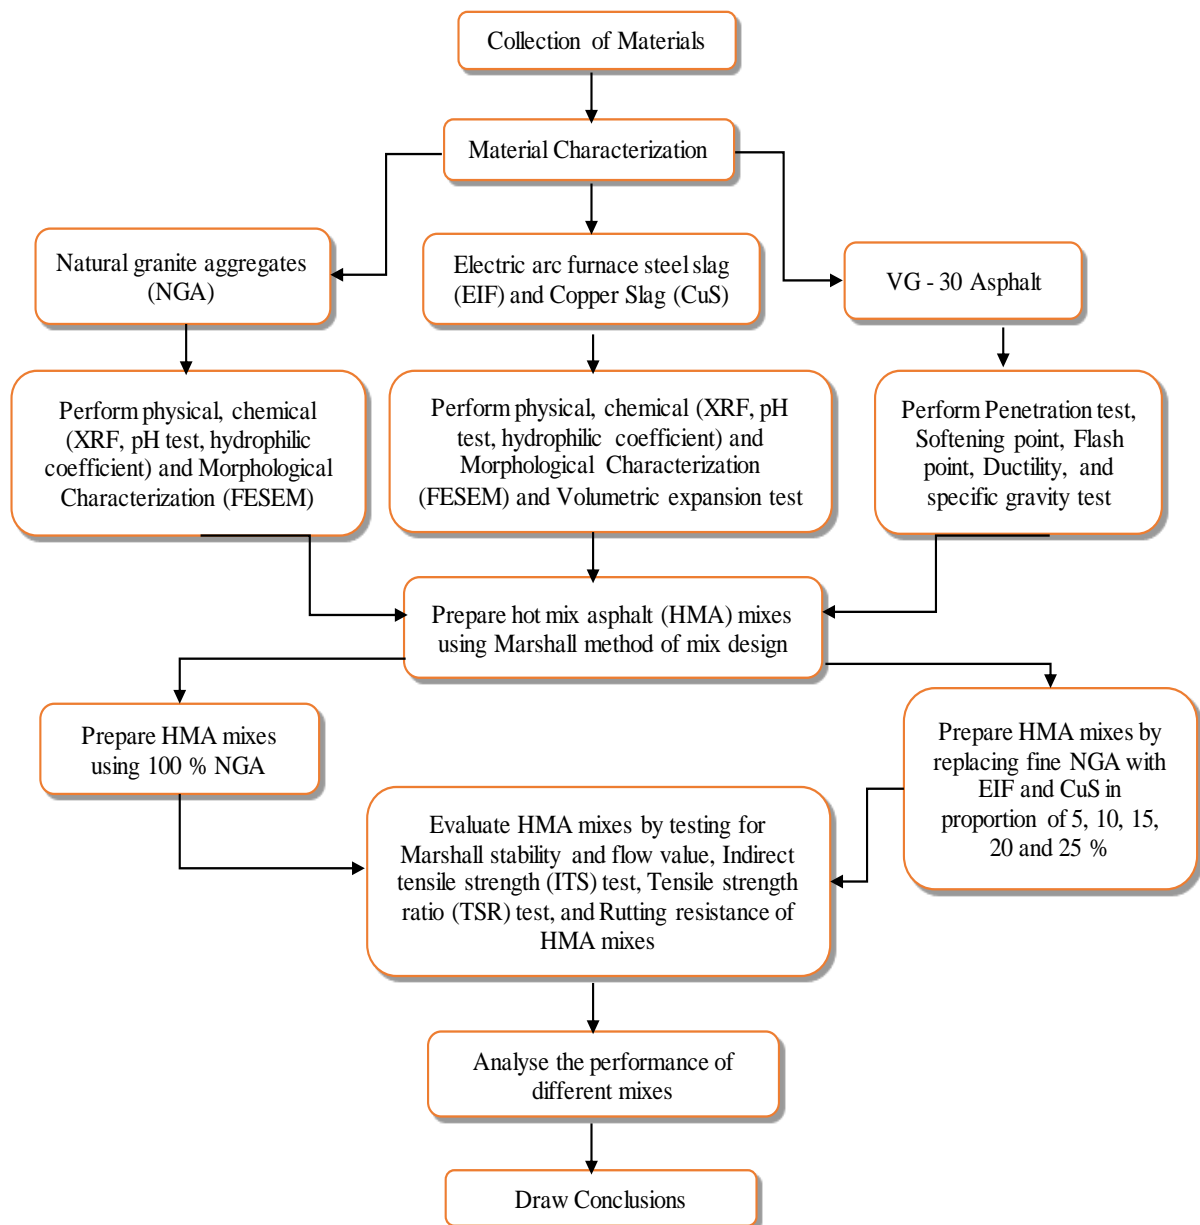 Collection of Materials
Material Characterization
Natural granite aggregates
(NGA)
Electric arc furnace steel slag
(EIF) and Copper Slag (CuS)
VG - 30 Asphalt
Perform physical, chemical
(XRF, pH test, hydrophilic
coefficient) and Morphological
Characterization (FESEM)
Perform physical, chemical (XRF, pH
test, hydrophilic coefficient) and
Morphological Characterization
(FESEM) and Volumetric expansion test
Perform Penetration test,
Softening point, Flash
point, Ductility, and
specific gravity test
Prepare hot mix asphalt (HMA) mixes
using Marshall method of mix design
Prepare HMA mixes
using 100 % NGA
Prepare HMA mixes by
replacing fine NGA with
EIF and CuS in
proportion of 5, 10, 15,
20 and 25 %
Evaluate HMA mixes by testing for
Marshall stability and flow value, Indirect
tensile strength (ITS) test, Tensile strength
ratio (TSR) test, and Rutting resistance of
HMA mixes
Analyse the performance of
different mixes
Draw Conclusions